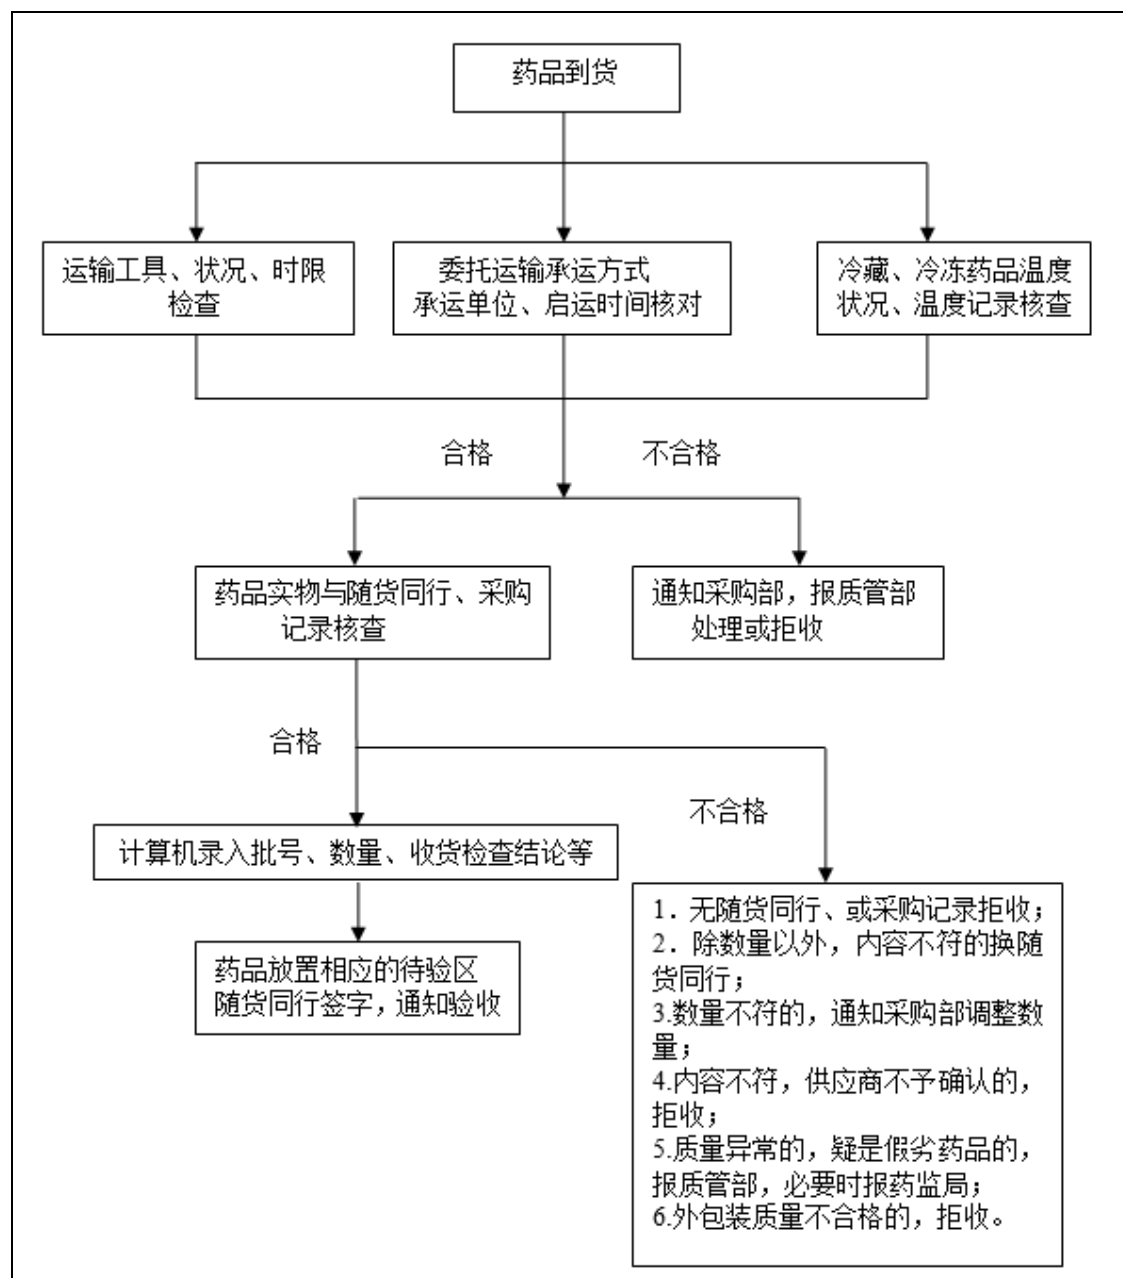 药品到货
运输工具、状况、时限
检查
委托运输承运方式
承运单位、启运时间核对
冷藏、冷冻药品温度
状况、温度记录核查
合格
不合格
药品实物与随货同行、采购
记录核查
通知采购部，报质管部
处理或拒收
合格
不合格
计算机录入批号、数量、收货检查结论等
药品放置相应的待验区
随货同行签字，通知验收
1．无随货同行、或采购记录拒收；
2．除数量以外，内容不符的换随
货同行；
3.数量不符的，通知采购部调整数
量；
4.内容不符，供应商不予确认的，
拒收；
5.质量异常的，疑是假劣药品的，
报质管部，必要时报药监局；
6.外包装质量不合格的，拒收。